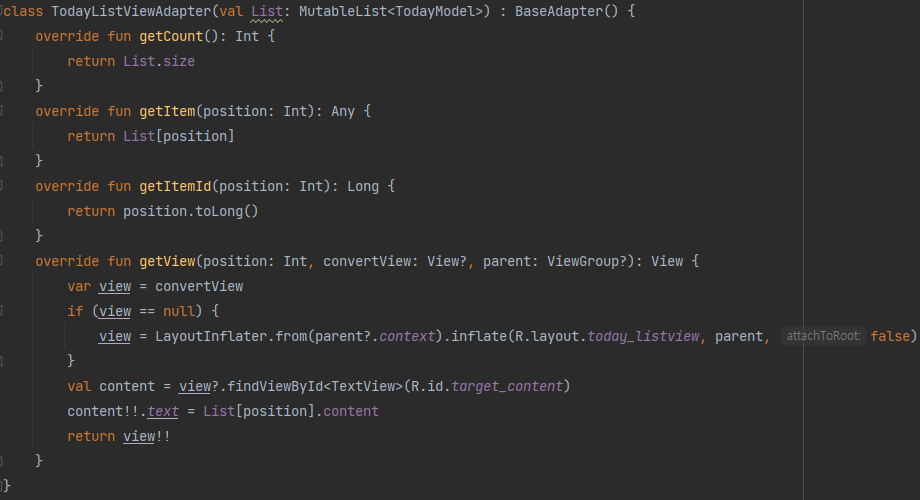 class TodayListViewAdapter(val List: MutableList<TodayModel>) : BaseAdapter() {
    override fun getCount(): Int {
        return List.size
    }
    override fun getItem(position: Int): Any {
        return List[position]
    }
    override fun getItemId(position: Int): Long {
        return position.toLong()
    }
    override fun getView(position: Int, convertView: View?, parent: ViewGroup?): View {
        var view = convertView
        if (view == null) {
            view = LayoutInflater.from(parent?.context).inflate(R.layout.today_listview, parent, attachToRoot: false)
        }
        val content = view?.findViewById<TextView>(R.id.target_content)
        content!!.text = List[position].content
        return view!!
    }
}